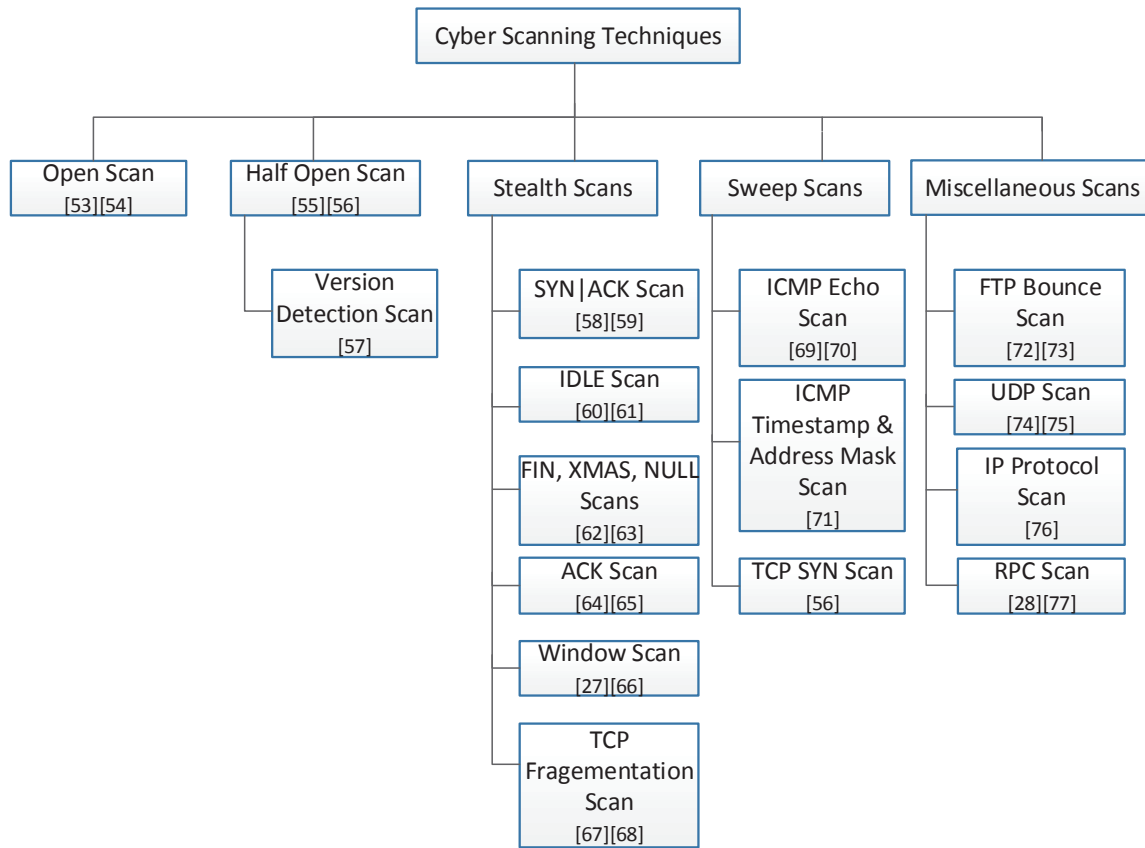 Cyber Scanning Techniques
Open Scan
[53][54]
Half Open Scan
[55][56]
Version
Detection Scan
[57]
Stealth Scans
SYN|ACK Scan
[58][59]
IDLE Scan
[60][61]
FIN, XMAS, NULL
Scans
[62][63]
ACK Scan
[64][65]
Window Scan
[27][66]
TCP
Fragementation
Scan
[67][68]
Sweep Scans
ICMP Echo
Scan
[69][70]
ICMP
Timestamp &
Address Mask
Scan
[71]
TCP SYN Scan
[56]
Miscellaneous Scans
FTP Bounce
Scan
[72][73]
UDP Scan
[74][75]
IP Protocol
Scan
[76]
RPC Scan
[28][77]